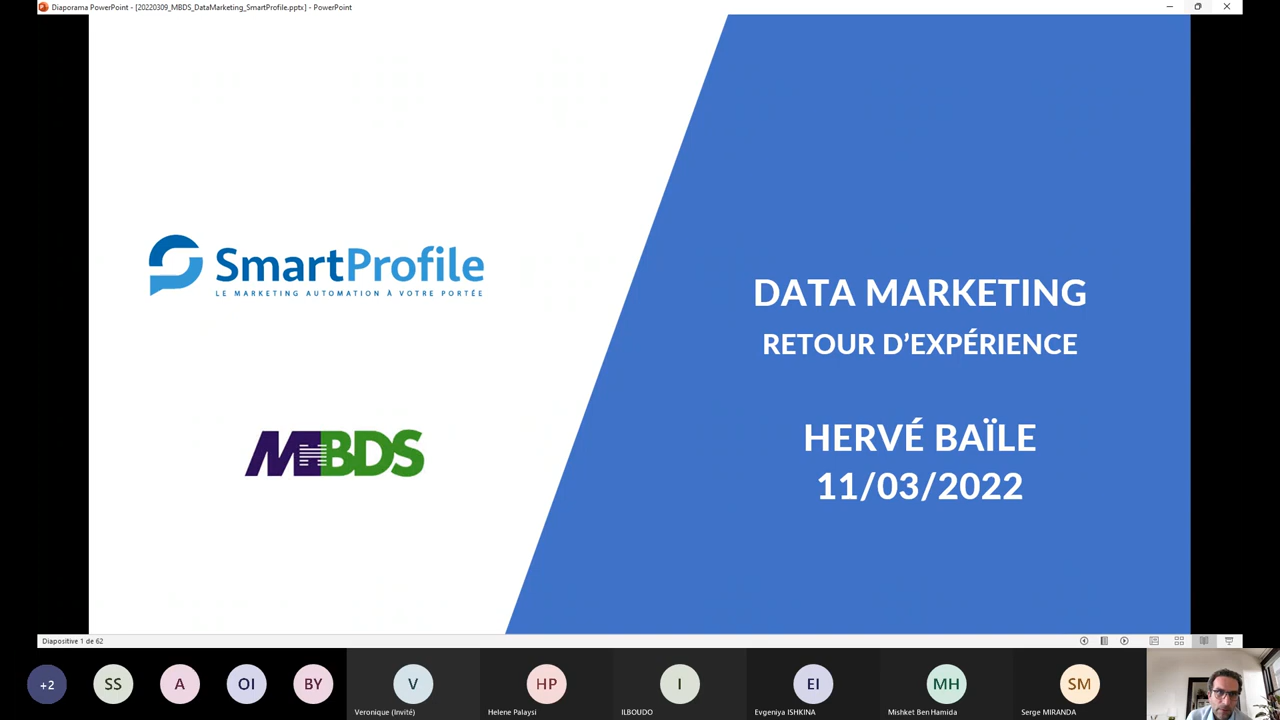 Diaporama PowerPoint - [20220309_MBDS_DataMarketing_SmartProfile.pptx] - PowerPoint
SmartProfile
LE MARKETING AUTOMATION À VOTRE PORTÉE
MBDS
DATA MARKETING
RETOUR D'EXPÉRIENCE
HERVÉ BAÏLE
11/03/2022
Diapositive 1 de 62
+2
SS
A
OI
BY
V
HP
I
EI
MH
SM
Veronique (Invité)
Helene Palaysi
ILBOUDO
Evgeniya ISHKINA
Mishket Ben Hamida
Serge MIRANDA